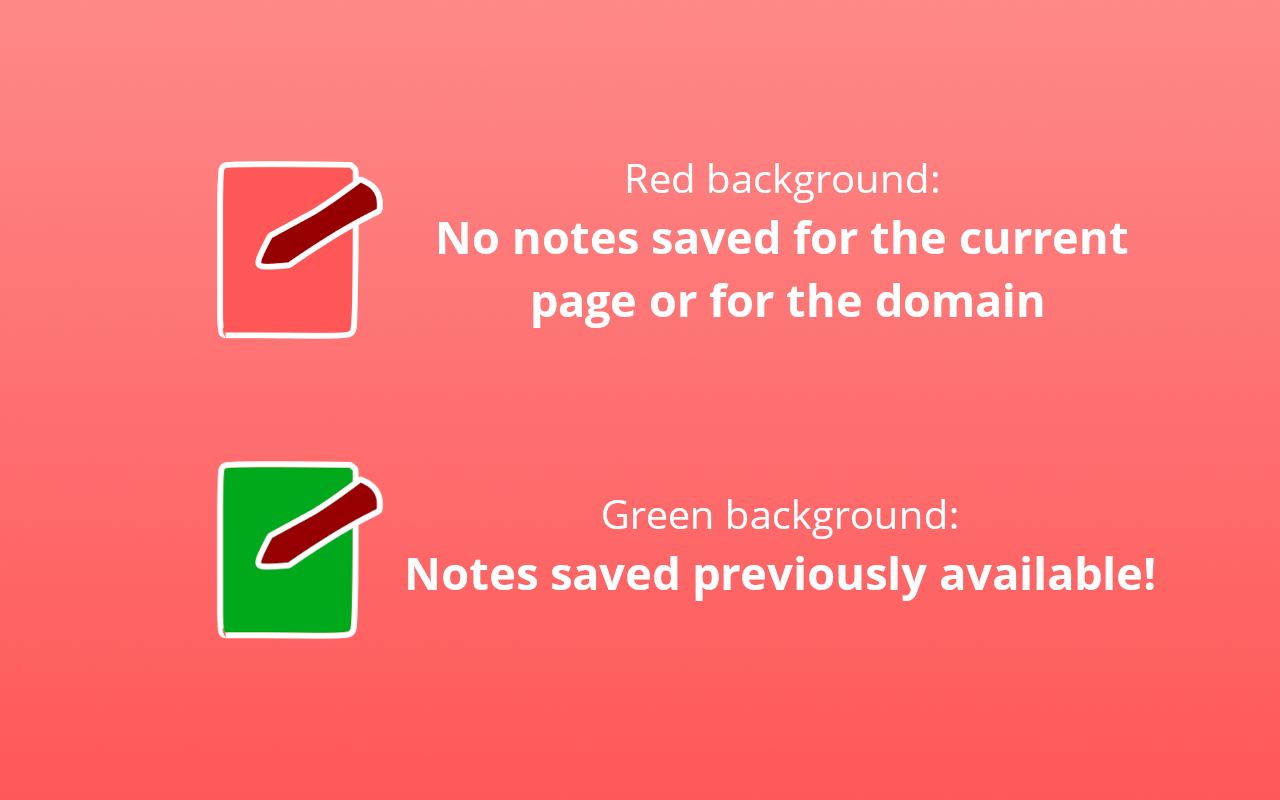 Red background:
No notes saved for the current
page or for the domain
Green background:
Notes saved previously available!